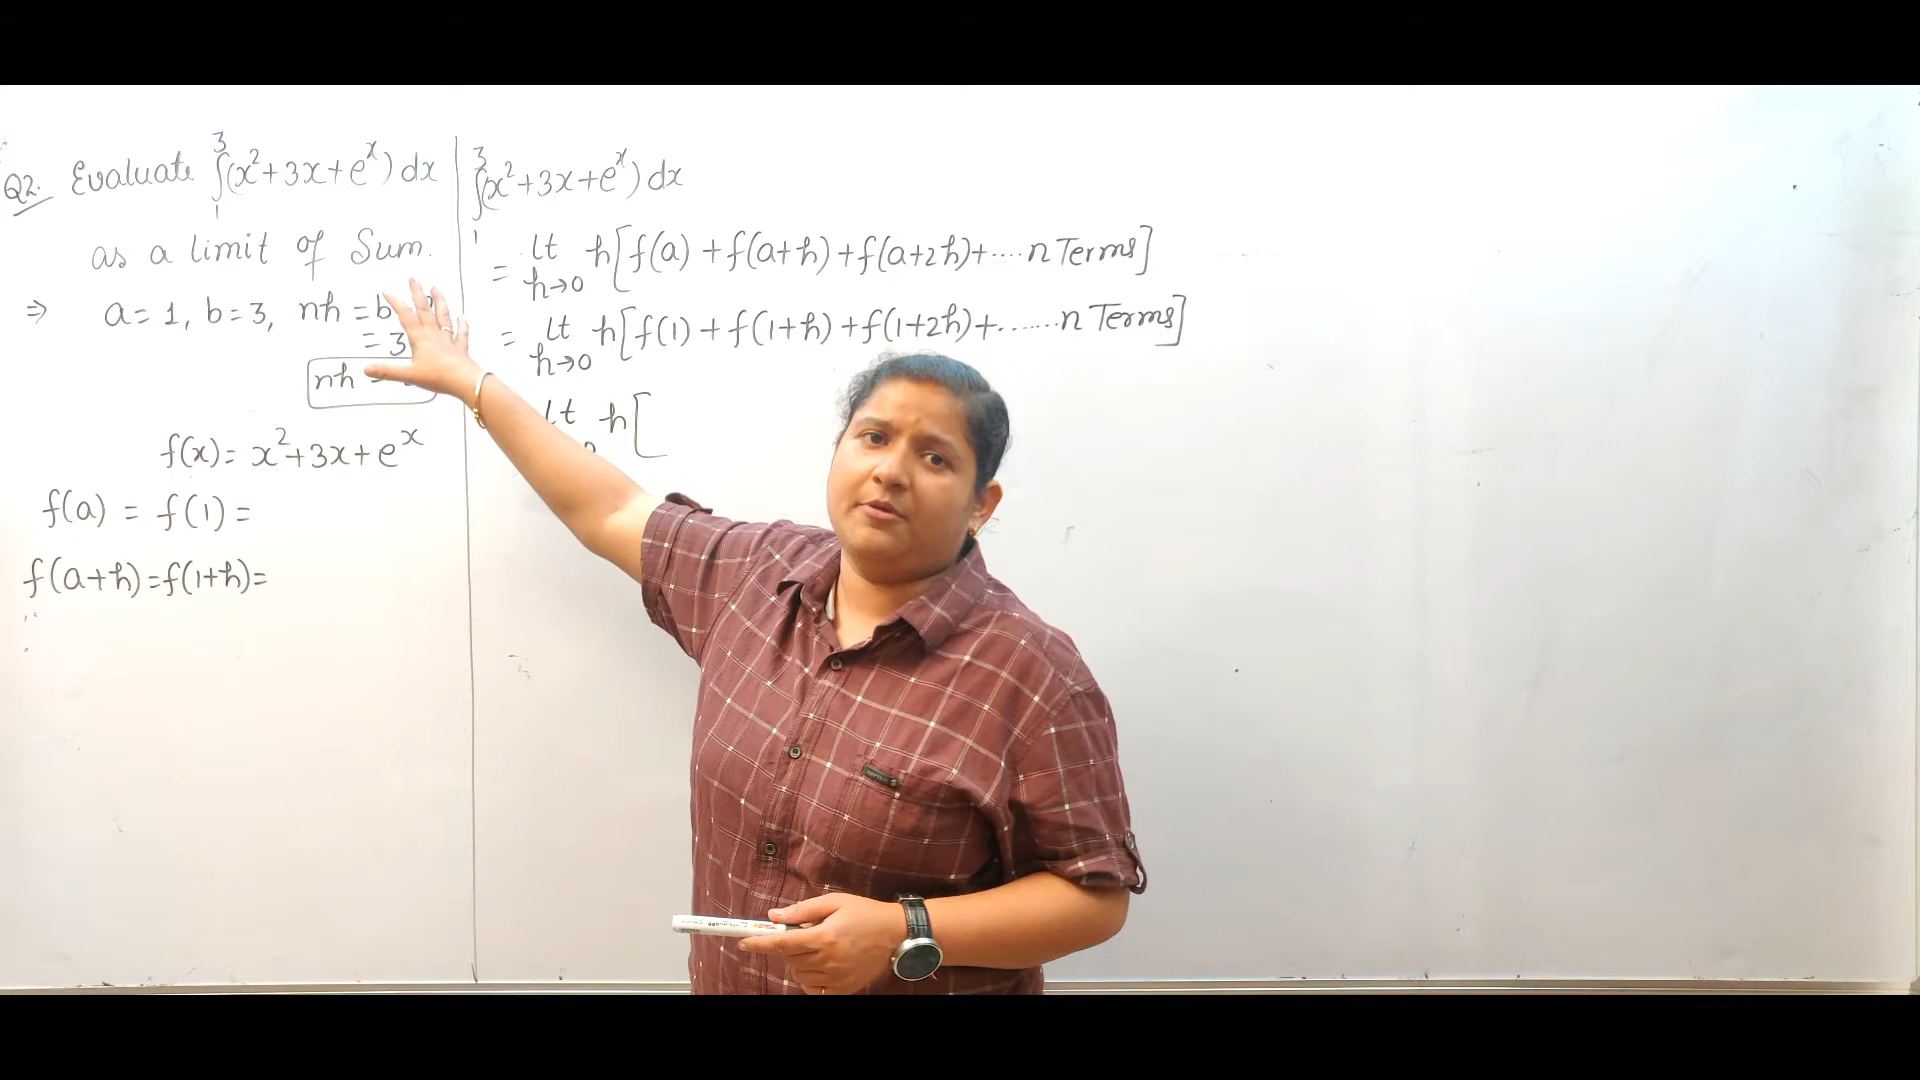 Q2. Evaluate ∫₁³(x²+3x+eˣ) dx
as a limit of Sum.
⇒ a=1, b=3, nh = b
= 3
nh =
f(x) = x²+3x+eˣ
f(a) = f(1) =
f(a+h) = f(1+h) =
∫₁³(x²+3x+eˣ) dx
= lt h→0 h[f(a) + f(a+h) + f(a+2h)+ .... n Terms]
= lt h→0 h[f(1) + f(1+h) + f(1+2h)+ ...... n Terms]
lt h[